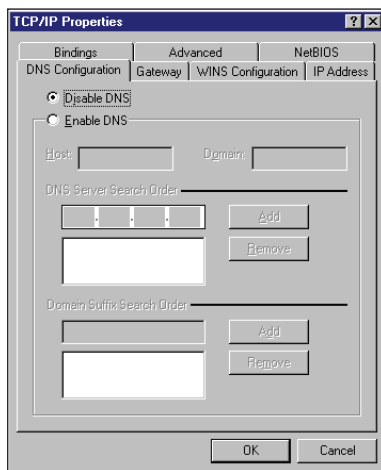 TCP/IP Properties
Bindings Advanced NetBIOS
DNS Configuration Gateway WINS Configuration IP Address
Disable DNS
Enable DNS
Host: Domain:
DNS Server Search Order
Add
Remove
Domain Suffix Search Order
Add
Remove
OK Cancel